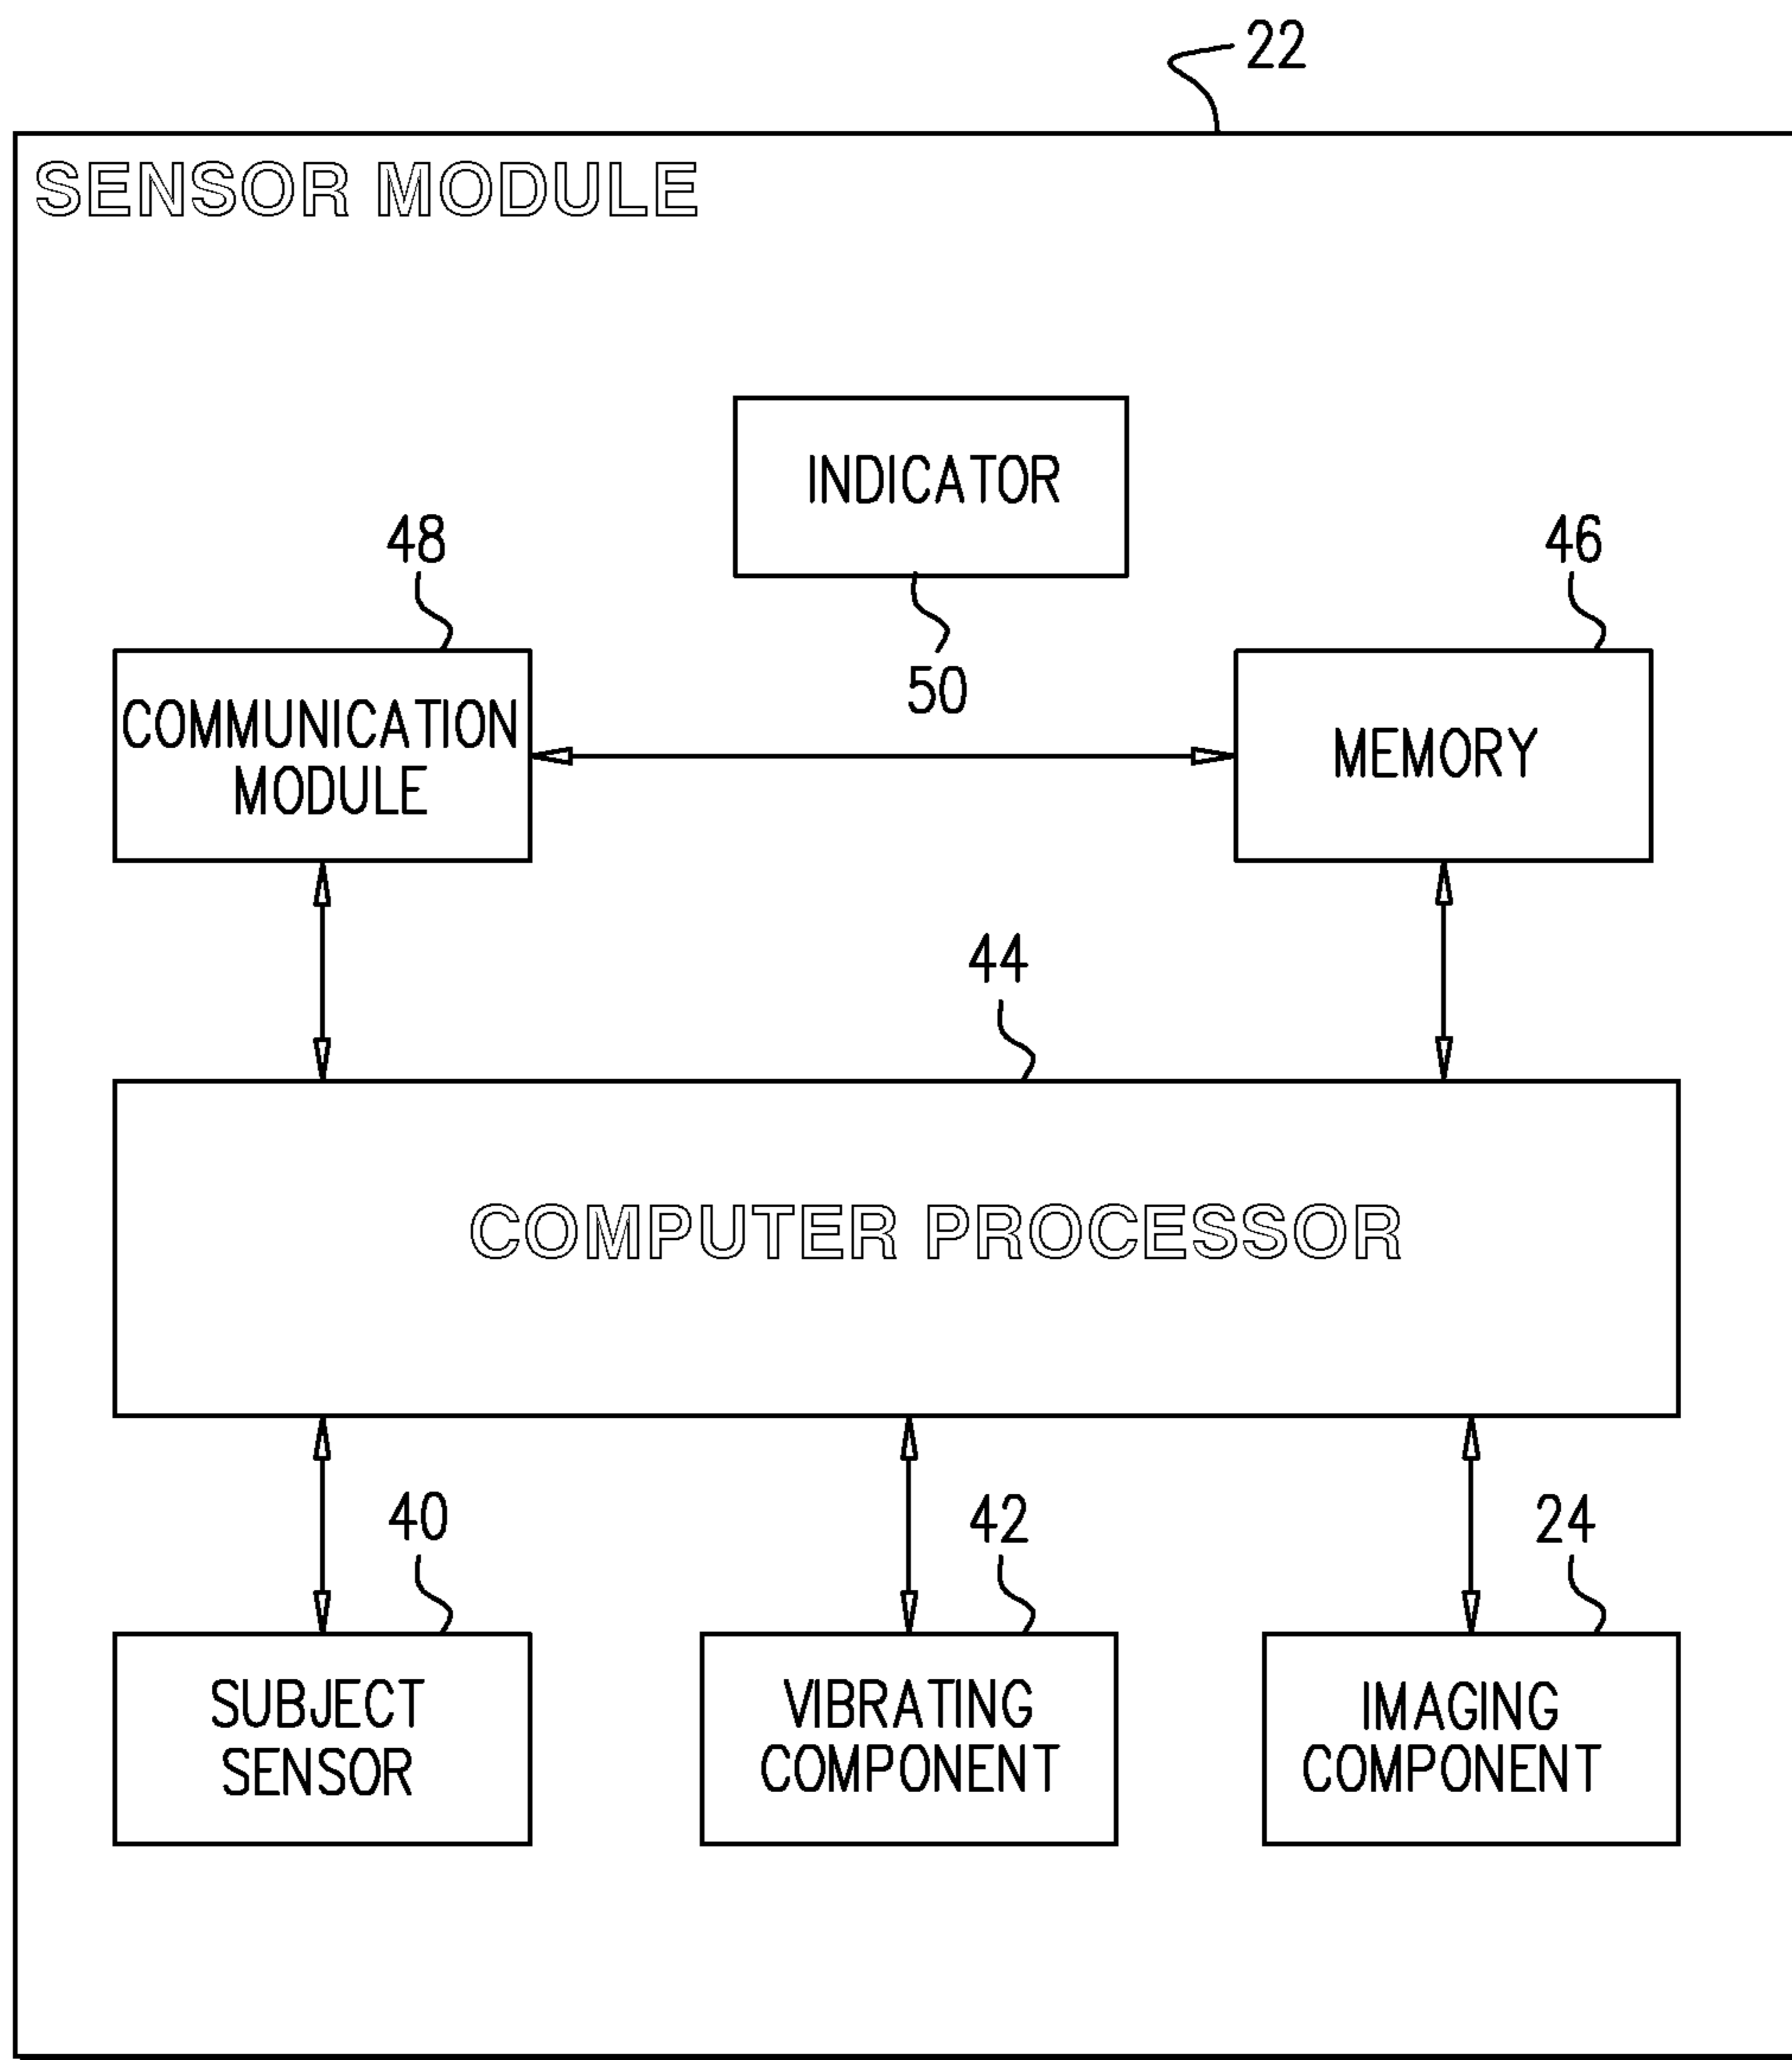 22
SENSOR MODULE
INDICATOR
50
48
COMMUNICATION
MODULE
46
MEMORY
44
COMPUTER PROCESSOR
40
SUBJECT
SENSOR
42
VIBRATING
COMPONENT
24
IMAGING
COMPONENT